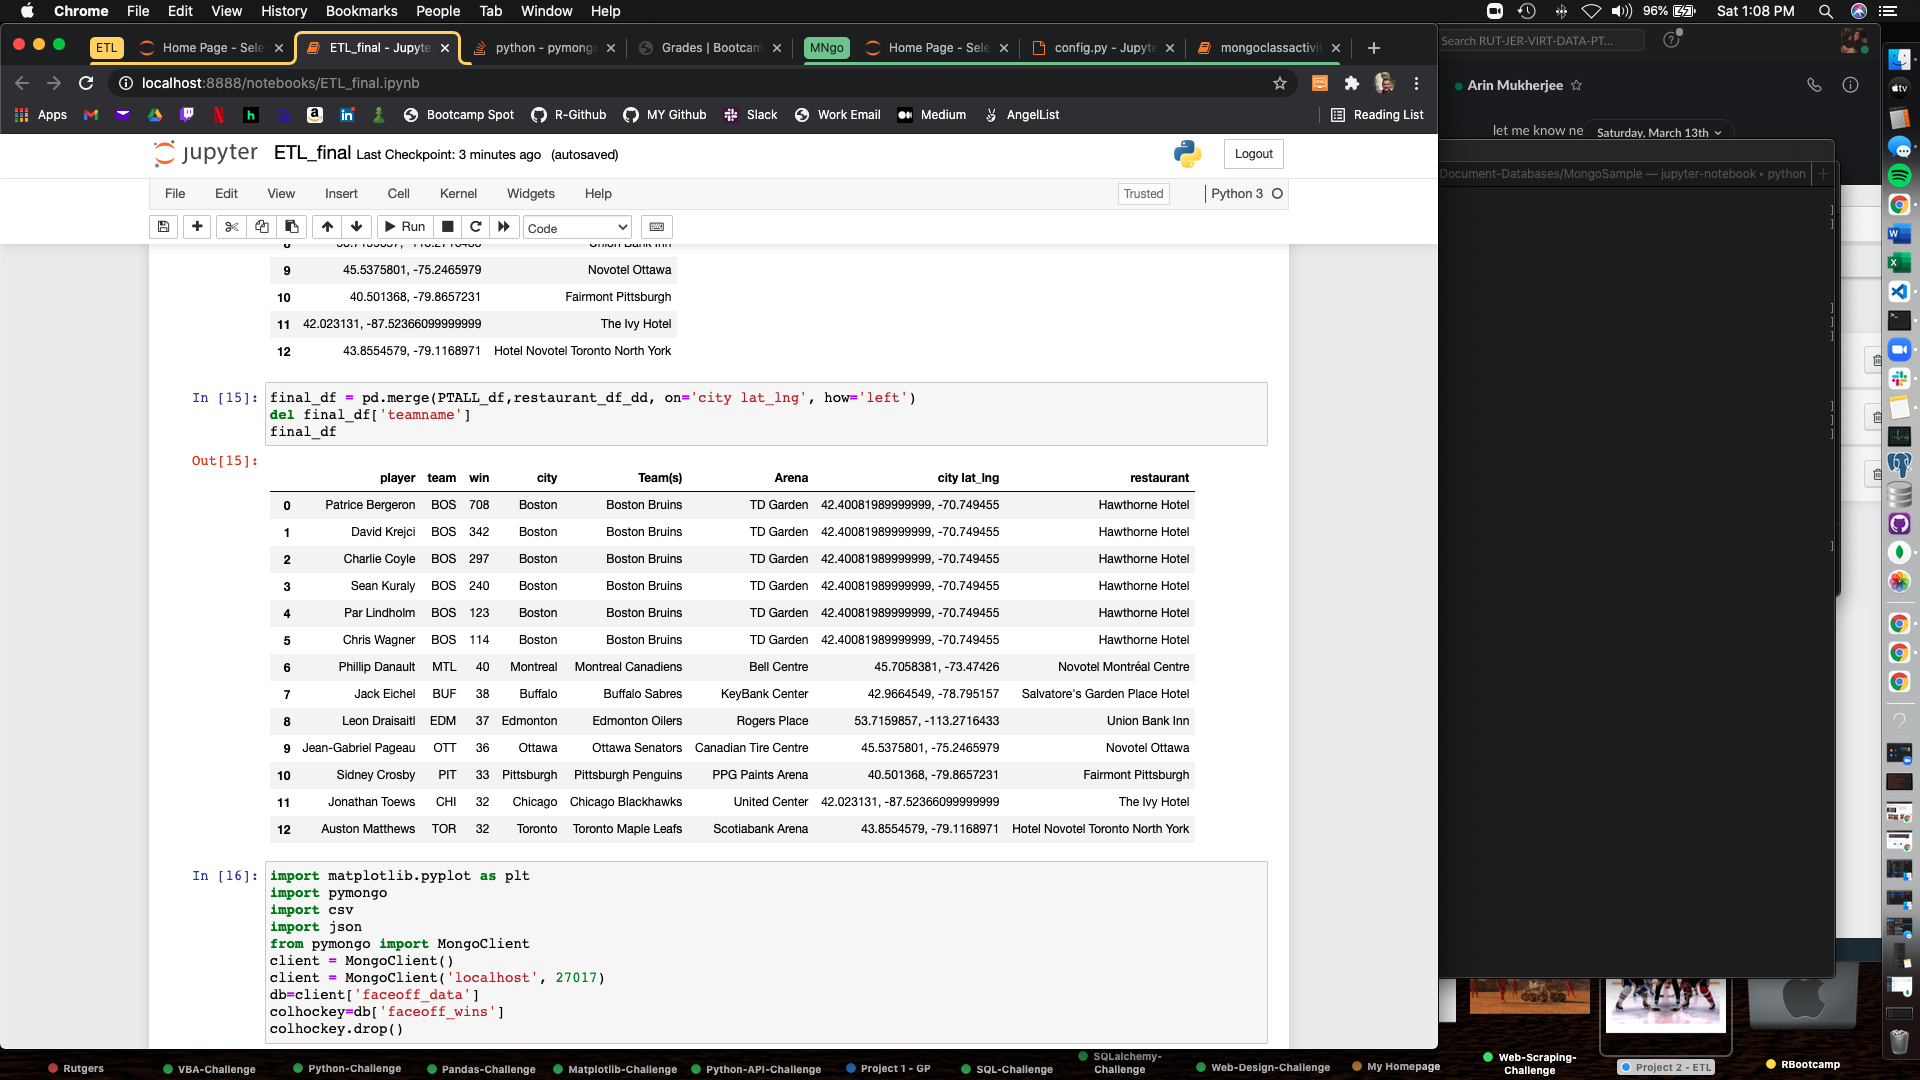 Chrome File Edit View History Bookmarks People Tab Window Help 96% Sat 1:08 PM
ETL Home Page - Sele ETL_final - Jupyte python - pymong Grades | Bootcam MNgo Home Page - Sele config.py - Jupyte mongoclassactivit
Search RUT-JER-VIRT-DATA-PT...
localhost:8888/notebooks/ETL_final.ipynb
Arin Mukherjee
Apps Bootcamp Spot R-Github MY Github Slack Work Email Medium AngelList Reading List
let me know ne Saturday, March 13th
jupyter ETL_final Last Checkpoint: 3 minutes ago (autosaved) Logout
Document-Databases/MongoSample — jupyter-notebook • python
File Edit View Insert Cell Kernel Widgets Help Trusted Python 3
Run Code
8 53.7159857, -113.2716433 Union Bank Inn
9 45.5375801, -75.2465979 Novotel Ottawa
10 40.501368, -79.8657231 Fairmont Pittsburgh
11 42.023131, -87.52366099999999 The Ivy Hotel
12 43.8554579, -79.1168971 Hotel Novotel Toronto North York
In [15]: final_df = pd.merge(PTALL_df,restaurant_df_dd, on='city lat_lng', how='left')
del final_df['teamname']
final_df
Out[15]:
player team win city Team(s) Arena city lat_lng restaurant
0 Patrice Bergeron BOS 708 Boston Boston Bruins TD Garden 42.40081989999999, -70.749455 Hawthorne Hotel
1 David Krejci BOS 342 Boston Boston Bruins TD Garden 42.40081989999999, -70.749455 Hawthorne Hotel
2 Charlie Coyle BOS 297 Boston Boston Bruins TD Garden 42.40081989999999, -70.749455 Hawthorne Hotel
3 Sean Kuraly BOS 240 Boston Boston Bruins TD Garden 42.40081989999999, -70.749455 Hawthorne Hotel
4 Par Lindholm BOS 123 Boston Boston Bruins TD Garden 42.40081989999999, -70.749455 Hawthorne Hotel
5 Chris Wagner BOS 114 Boston Boston Bruins TD Garden 42.40081989999999, -70.749455 Hawthorne Hotel
6 Phillip Danault MTL 40 Montreal Montreal Canadiens Bell Centre 45.7058381, -73.47426 Novotel Montréal Centre
7 Jack Eichel BUF 38 Buffalo Buffalo Sabres KeyBank Center 42.9664549, -78.795157 Salvatore's Garden Place Hotel
8 Leon Draisaitl EDM 37 Edmonton Edmonton Oilers Rogers Place 53.7159857, -113.2716433 Union Bank Inn
9 Jean-Gabriel Pageau OTT 36 Ottawa Ottawa Senators Canadian Tire Centre 45.5375801, -75.2465979 Novotel Ottawa
10 Sidney Crosby PIT 33 Pittsburgh Pittsburgh Penguins PPG Paints Arena 40.501368, -79.8657231 Fairmont Pittsburgh
11 Jonathan Toews CHI 32 Chicago Chicago Blackhawks United Center 42.023131, -87.52366099999999 The Ivy Hotel
12 Auston Matthews TOR 32 Toronto Toronto Maple Leafs Scotiabank Arena 43.8554579, -79.1168971 Hotel Novotel Toronto North York
In [16]: import matplotlib.pyplot as plt
import pymongo
import csv
import json
from pymongo import MongoClient
client = MongoClient()
client = MongoClient('localhost', 27017)
db=client['faceoff_data']
colhockey=db['faceoff_wins']
colhockey.drop()
Rutgers VBA-Challenge Python-Challenge Pandas-Challenge Matplotlib-Challenge Python-API-Challenge Project 1 - GP SQL-Challenge SQLalchemy-Challenge Web-Design-Challenge My Homepage Web-Scraping-Challenge Project 2 - ETL RBootcamp